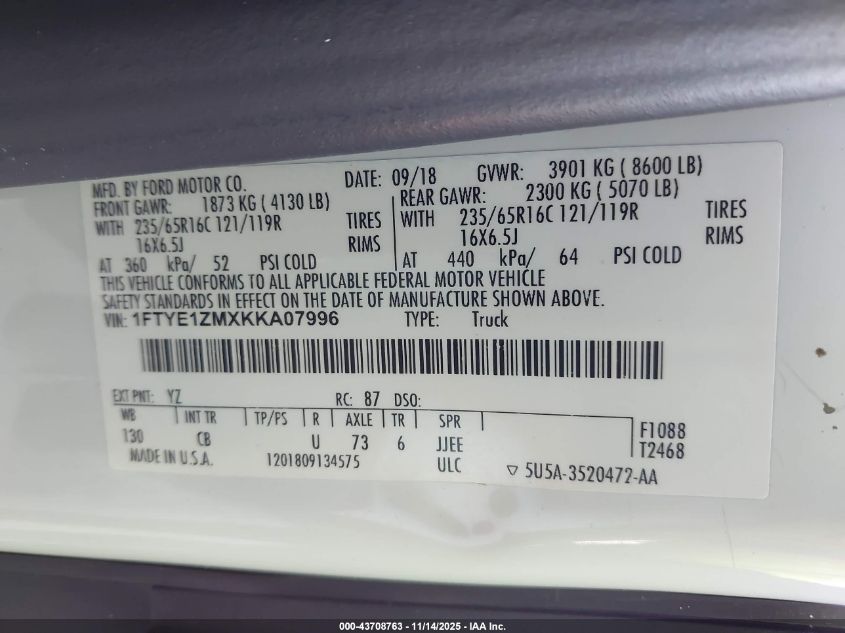 MFD. BY FORD MOTOR CO. DATE: 09/18 GVWR: 3901 KG ( 8600 LB)
FRONT GAWR: 1873 KG ( 4130 LB) REAR GAWR: 2300 KG ( 5070 LB)
WITH 235/65R16C 121/119R TIRES WITH 235/65R16C 121/119R TIRES
16X6.5J RIMS 16X6.5J RIMS
AT 360 kPa/ 52 PSI COLD AT 440 kPa/ 64 PSI COLD
THIS VEHICLE CONFORMS TO ALL APPLICABLE FEDERAL MOTOR VEHICLE
SAFETY STANDARDS IN EFFECT ON THE DATE OF MANUFACTURE SHOWN ABOVE.
VIN: 1FTYE1ZMXKKA07996 TYPE: Truck
EXT PNT: YZ RC: 87 DSO:
WB INT TR TP/PS R AXLE TR SPR F1088
130 CB U 73 6 JJEE T2468
MADE IN U.S.A. 1201809134575 ULC ▽ 5U5A-3520472-AA
000-43708763 - 11/14/2025 - IAA Inc.